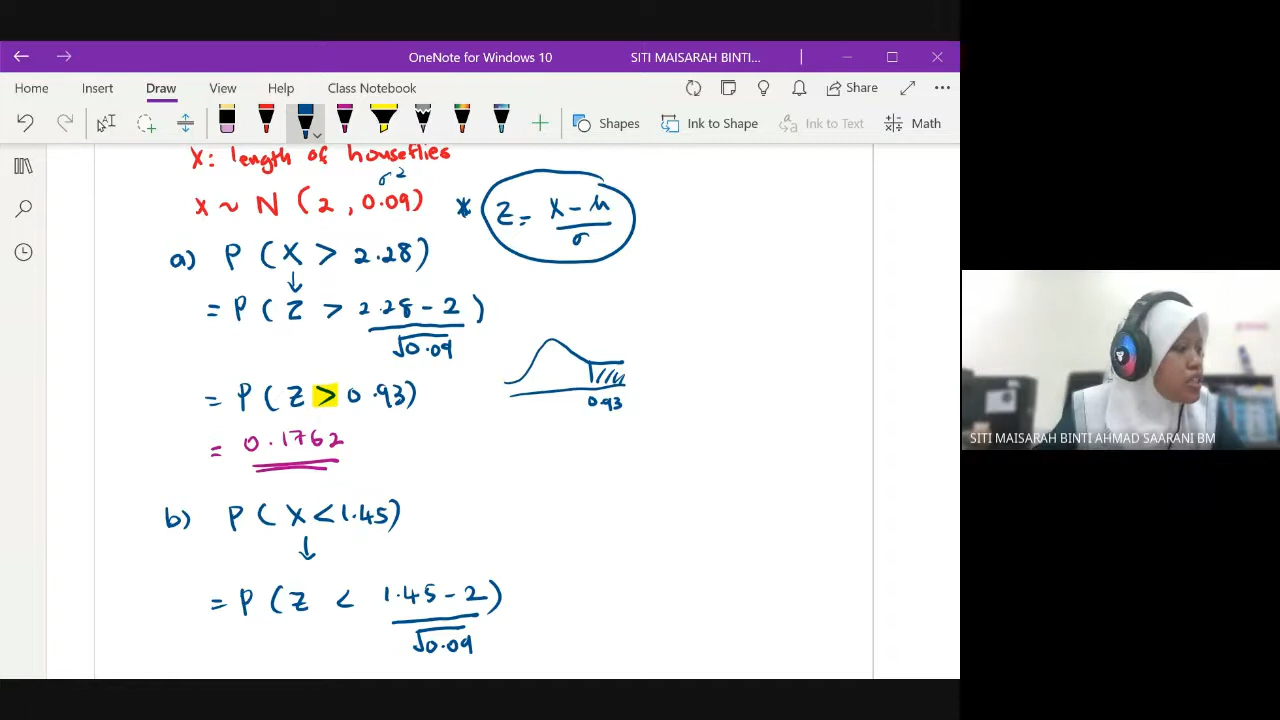 OneNote for Windows 10
SITI MAISARAH BINTI...
Home Insert Draw View Help Class Notebook Share
Shapes Ink to Shape Ink to Text Math
X: length of houseflies
σ²
X ~ N (2, 0.09) * Z = X - μ / σ
a) P (X > 2.28)
↓
= P (Z > 2.28 - 2 / √0.09)
= P (Z > 0.93)
0.93
= 0.1762
b) P (X < 1.45)
↓
= P (Z < 1.45 - 2 / √0.09)
SITI MAISARAH BINTI AHMAD SAARANI BM